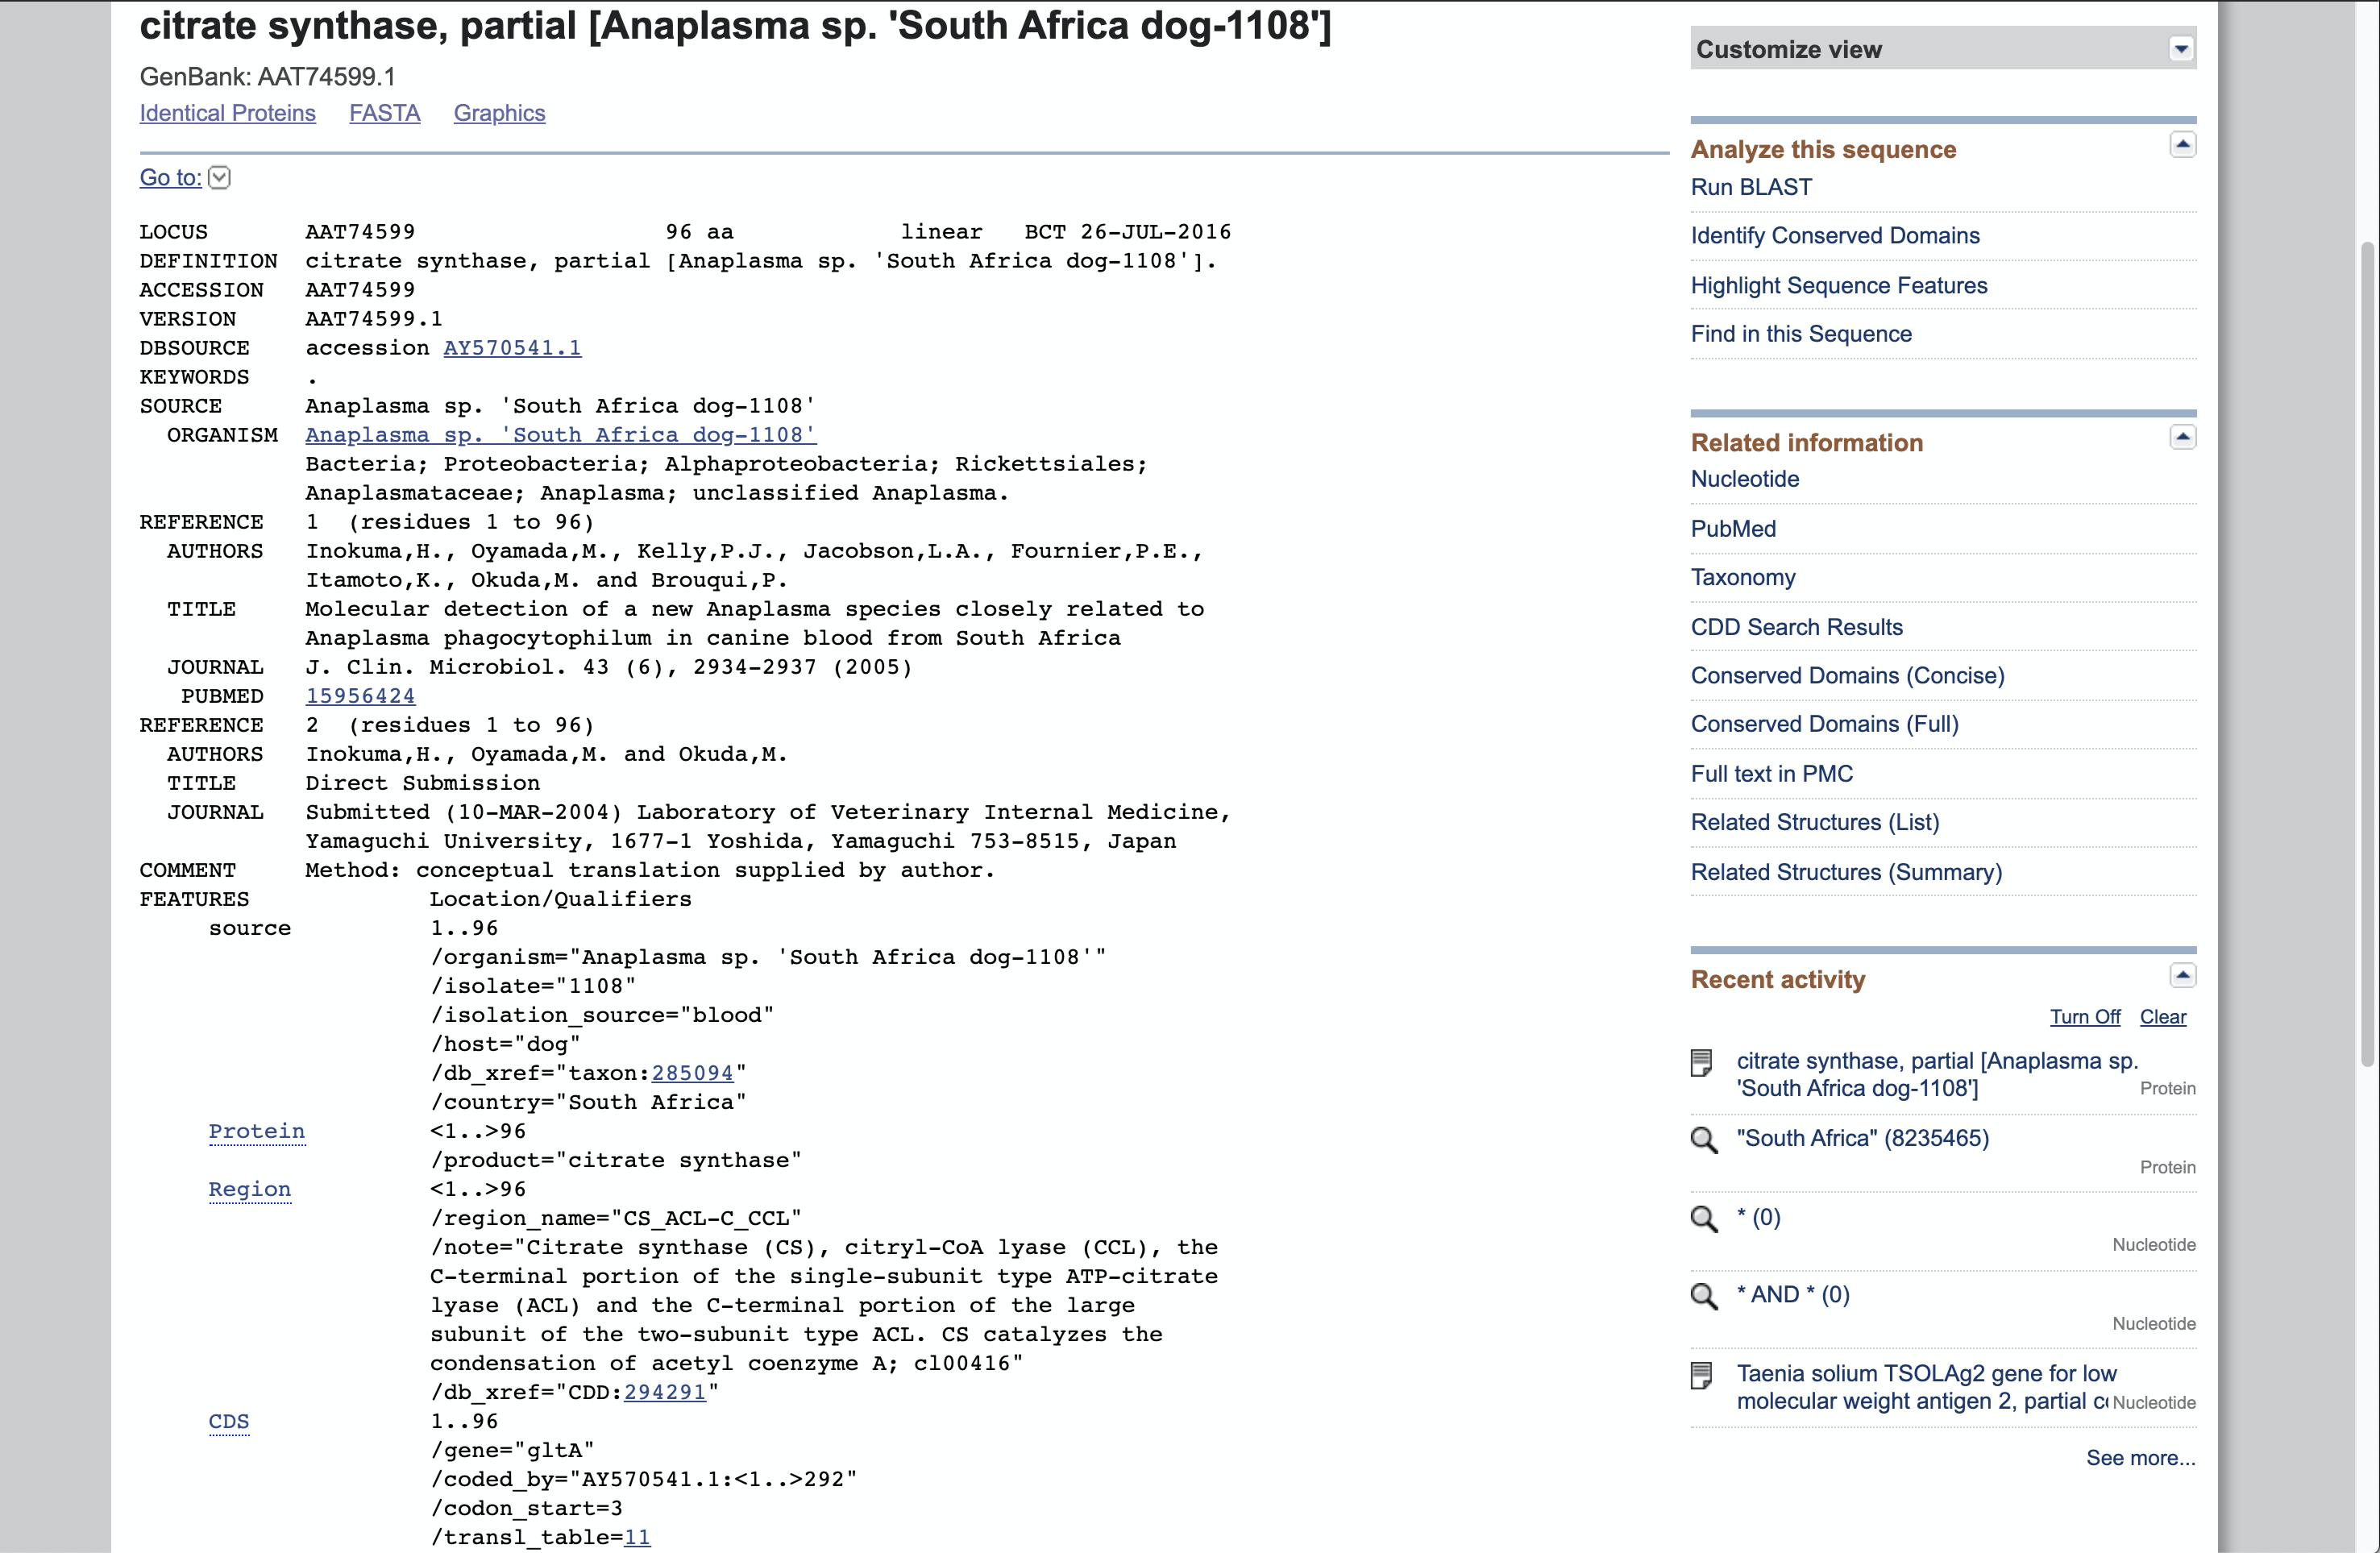 citrate synthase, partial [Anaplasma sp. 'South Africa dog-1108']
GenBank: AAT74599.1
Identical Proteins FASTA Graphics
Go to:
LOCUS AAT74599 96 aa linear BCT 26-JUL-2016
DEFINITION citrate synthase, partial [Anaplasma sp. 'South Africa dog-1108'].
ACCESSION AAT74599
VERSION AAT74599.1
DBSOURCE accession AY570541.1
KEYWORDS .
SOURCE Anaplasma sp. 'South Africa dog-1108'
ORGANISM Anaplasma sp. 'South Africa dog-1108'
Bacteria; Proteobacteria; Alphaproteobacteria; Rickettsiales;
Anaplasmataceae; Anaplasma; unclassified Anaplasma.
REFERENCE 1 (residues 1 to 96)
AUTHORS Inokuma,H., Oyamada,M., Kelly,P.J., Jacobson,L.A., Fournier,P.E.,
Itamoto,K., Okuda,M. and Brouqui,P.
TITLE Molecular detection of a new Anaplasma species closely related to
Anaplasma phagocytophilum in canine blood from South Africa
JOURNAL J. Clin. Microbiol. 43 (6), 2934-2937 (2005)
PUBMED 15956424
REFERENCE 2 (residues 1 to 96)
AUTHORS Inokuma,H., Oyamada,M. and Okuda,M.
TITLE Direct Submission
JOURNAL Submitted (10-MAR-2004) Laboratory of Veterinary Internal Medicine,
Yamaguchi University, 1677-1 Yoshida, Yamaguchi 753-8515, Japan
COMMENT Method: conceptual translation supplied by author.
FEATURES Location/Qualifiers
source 1..96
/organism="Anaplasma sp. 'South Africa dog-1108'"
/isolate="1108"
/isolation_source="blood"
/host="dog"
/db_xref="taxon:285094"
/country="South Africa"
Protein <1..>96
/product="citrate synthase"
Region <1..>96
/region_name="CS_ACL-C_CCL"
/note="Citrate synthase (CS), citryl-CoA lyase (CCL), the
C-terminal portion of the single-subunit type ATP-citrate
lyase (ACL) and the C-terminal portion of the large
subunit of the two-subunit type ACL. CS catalyzes the
condensation of acetyl coenzyme A; cl00416"
/db_xref="CDD:294291"
CDS 1..96
/gene="gltA"
/coded_by="AY570541.1:<1..>292"
/codon_start=3
/transl_table=11
Customize view
Analyze this sequence
Run BLAST
Identify Conserved Domains
Highlight Sequence Features
Find in this Sequence
Related information
Nucleotide
PubMed
Taxonomy
CDD Search Results
Conserved Domains (Concise)
Conserved Domains (Full)
Full text in PMC
Related Structures (List)
Related Structures (Summary)
Recent activity
Turn Off Clear
citrate synthase, partial [Anaplasma sp.
'South Africa dog-1108'] Protein
"South Africa" (8235465)
Protein
* (0)
Nucleotide
* AND * (0)
Nucleotide
Taenia solium TSOLAg2 gene for low
molecular weight antigen 2, partial c Nucleotide
See more...